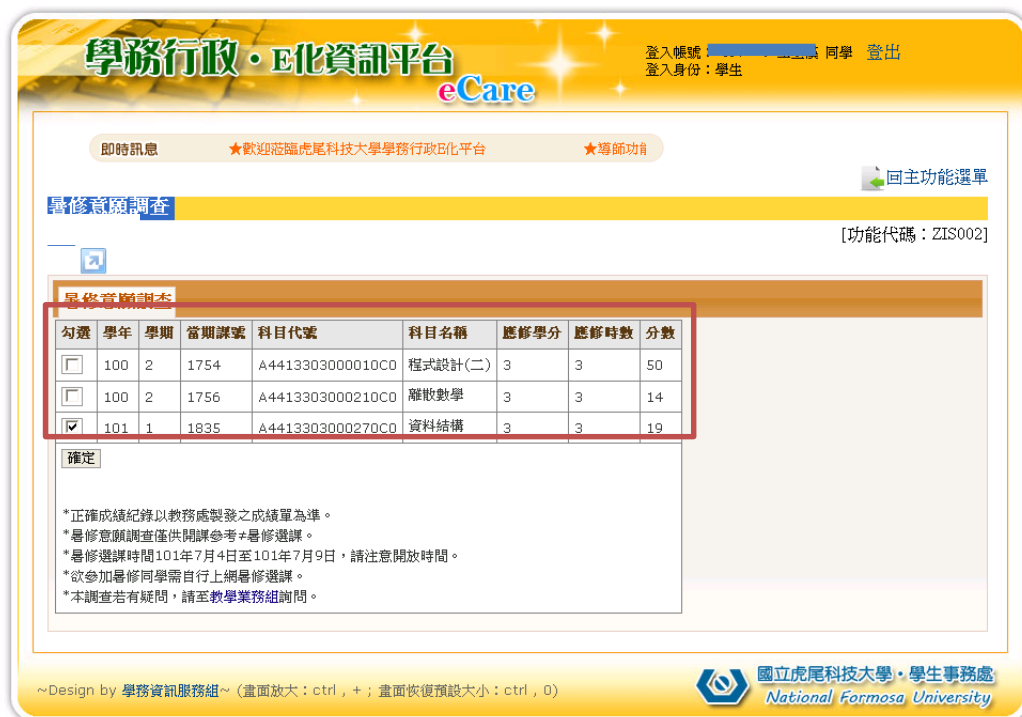 學務行政・E化資訊平台
eCare
登入帳號： 同學 登出
登入身份：學生
即時訊息 ★歡迎蒞臨虎尾科技大學學務行政E化平台 ★導師功
回主功能選單
暑修意願調查
[功能代碼：ZIS002]
暑修意願調查
勾選 學年 學期 當期課號 科目代號 科目名稱 應修學分 應修時數 分數
100 2 1754 A4413303000010C0 程式設計(二) 3 3 50
100 2 1756 A4413303000210C0 離散數學 3 3 14
101 1 1835 A4413303000270C0 資料結構 3 3 19
確定
*正確成績紀錄以教務處製發之成績單為準。
*暑修意願調查僅供開課參考≠暑修選課。
*暑修選課時間101年7月4日至101年7月9日，請注意開放時間。
*欲參加暑修同學需自行上網暑修選課。
*本調查若有疑問，請至教學業務組詢問。
~Design by 學務資訊服務組~ (畫面放大：ctrl , + ; 畫面恢復預設大小：ctrl , 0)
國立虎尾科技大學・學生事務處
National Formosa University